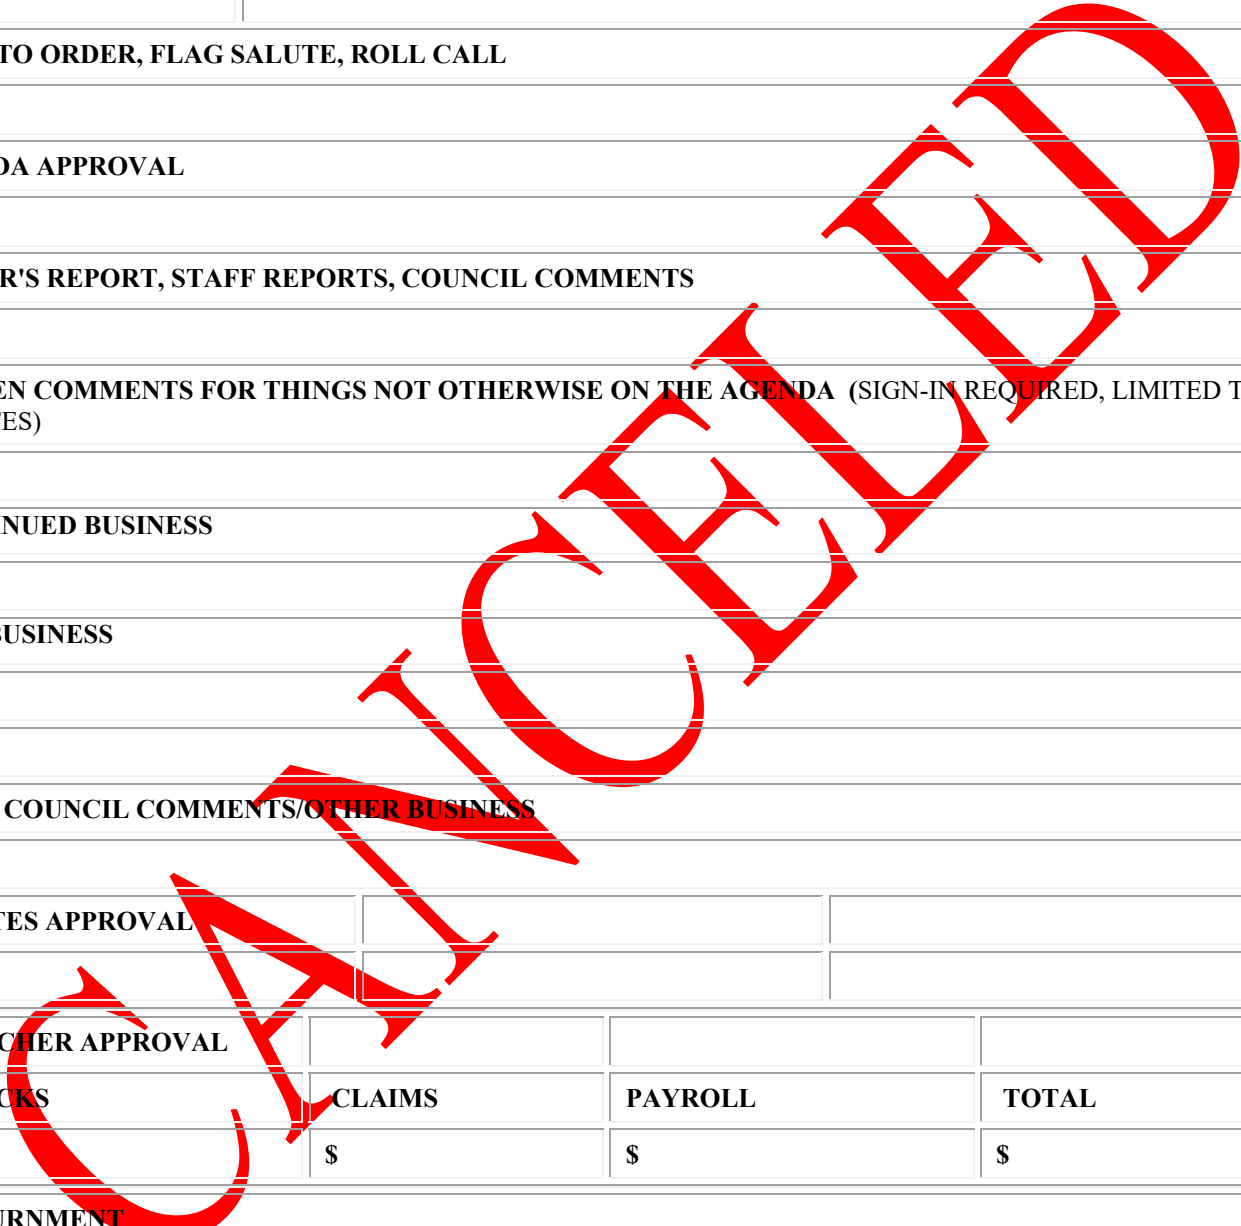 TO ORDER, FLAG SALUTE, ROLL CALL
DA APPROVAL
R'S REPORT, STAFF REPORTS, COUNCIL COMMENTS
EN COMMENTS FOR THINGS NOT OTHERWISE ON THE AGENDA (SIGN-IN REQUIRED, LIMITED T
TES)
INUED BUSINESS
BUSINESS
COUNCIL COMMENTS/OTHER BUSINESS
TES APPROVAL
CHER APPROVAL
CKS CLAIMS PAYROLL TOTAL
$ $ $
URNMENT
CANCELED